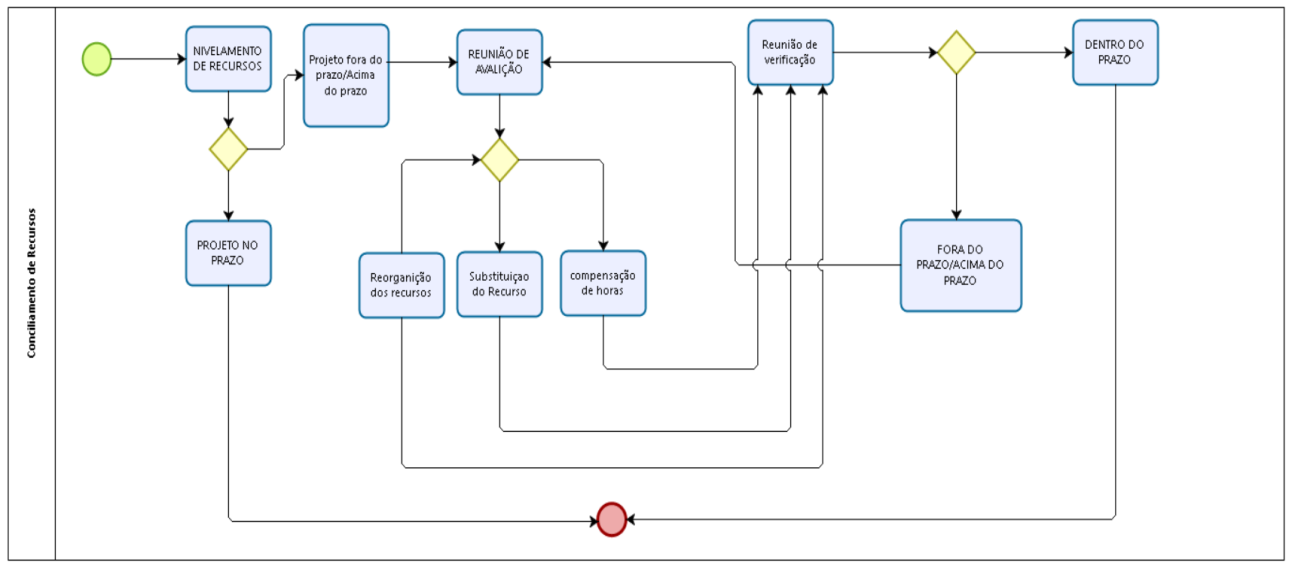 Conciliamento de Recursos
NIVELAMENTO
DE RECURSOS
Projeto fora do
prazo/Acima
do prazo
REUNIÃO DE
AVALIÇÃO
Reunião de
verificação
DENTRO DO
PRAZO
PROJETO NO
PRAZO
Reorganição
dos recursos
Substituiçao
do Recurso
compensação
de horas
FORA DO
PRAZO/ACIMA DO
PRAZO